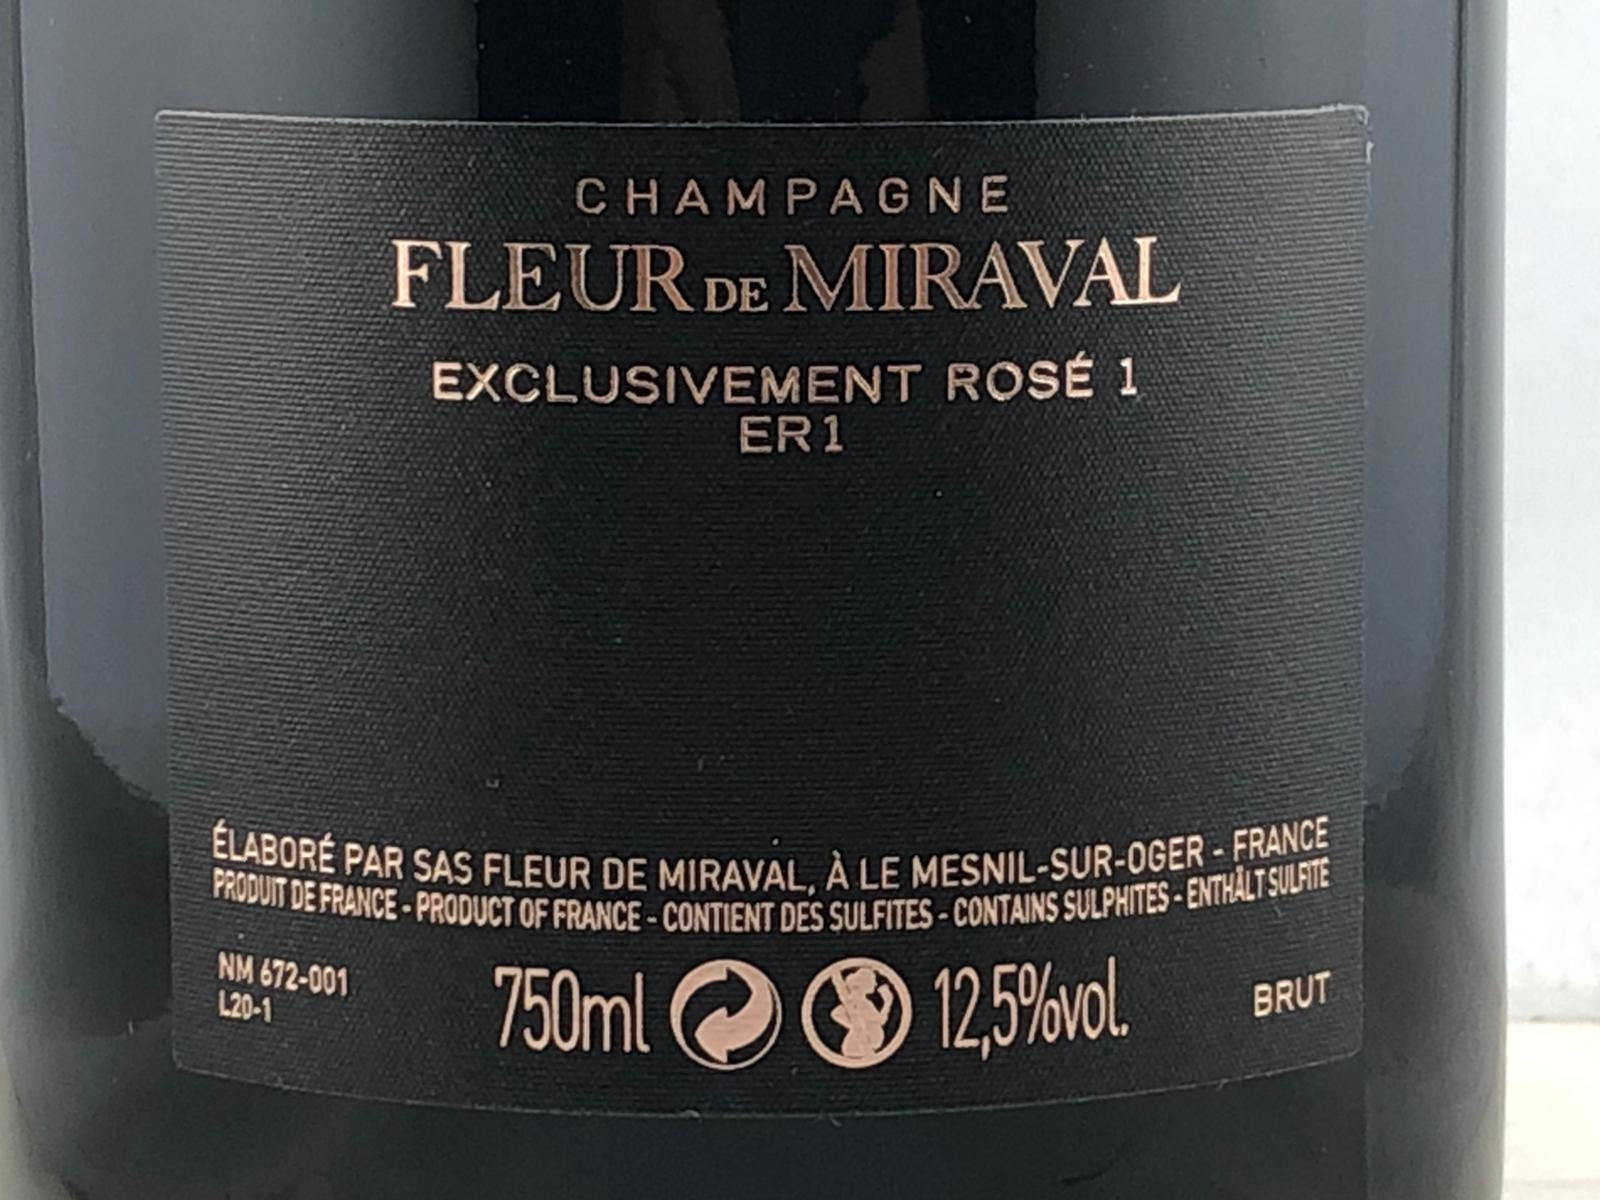 CHAMPAGNE
FLEUR DE MIRAVAL
EXCLUSIVEMENT ROSÉ 1
ER1
ÉLABORÉ PAR SAS FLEUR DE MIRAVAL, À LE MESNIL-SUR-OGER - FRANCE
PRODUIT DE FRANCE - PRODUCT OF FRANCE - CONTIENT DES SULFITES - CONTAINS SULPHITES - ENTHÄLT SULFITE
NM 672-001
L20-1
750ml 12,5%vol.
BRUT